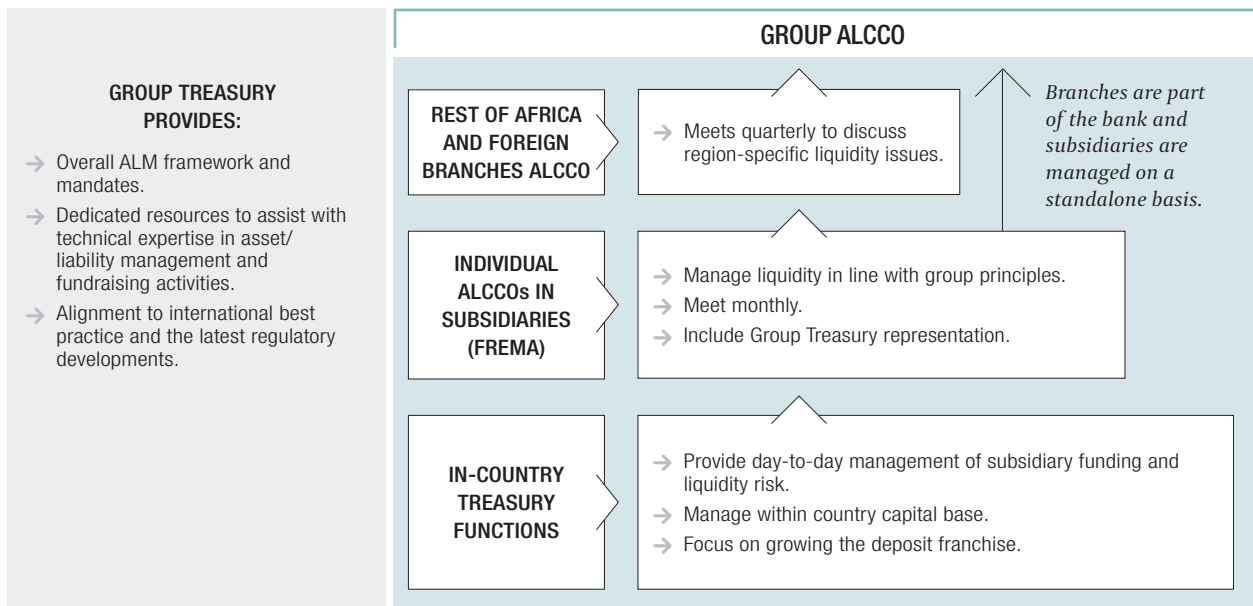 GROUP TREASURY
PROVIDES:
Overall ALM framework and
mandates.
Dedicated resources to assist with
technical expertise in asset/
liability management and
fundraising activities.
Alignment to international best
practice and the latest regulatory
developments.
GROUP ALCCO
REST OF AFRICA
AND FOREIGN
BRANCHES ALCCO
Meets quarterly to discuss
region-specific liquidity issues.
Branches are part
of the bank and
subsidiaries are
managed on a
standalone basis.
INDIVIDUAL
ALCCOs IN
SUBSIDIARIES
(FREMA)
Manage liquidity in line with group principles.
Meet monthly.
Include Group Treasury representation.
IN-COUNTRY
TREASURY
FUNCTIONS
Provide day-to-day management of subsidiary funding and
liquidity risk.
Manage within country capital base.
Focus on growing the deposit franchise.